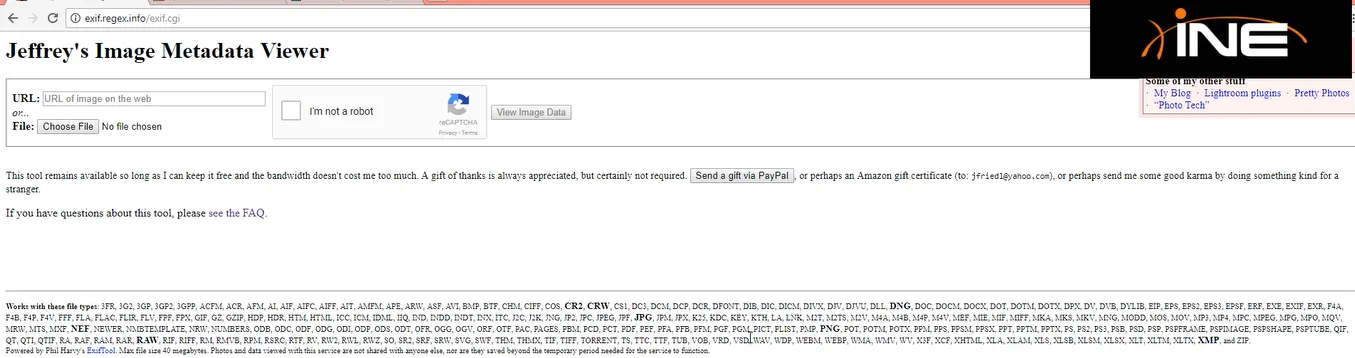 exif.regex.info/exif.cgi
iNE
Jeffrey's Image Metadata Viewer
Some of my other stuff
· My Blog · Lightroom plugins · Pretty Photos
· “Photo Tech”
URL: URL of image on the web
or...
File: Choose File No file chosen
I'm not a robot
reCAPTCHA
Privacy - Terms
View Image Data
This tool remains available so long as I can keep it free and the bandwidth doesn't cost me too much. A gift of thanks is always appreciated, but certainly not required. Send a gift via PayPal, or perhaps an Amazon gift certificate (to: jfriedl@yahoo.com), or perhaps send me some good karma by doing something kind for a
stranger.
If you have questions about this tool, please see the FAQ.
Works with these file types: 3FR, 3G2, 3GP, 3GP2, 3GPP, ACFM, ACR, AFM, AI, AIF, AIFC, AIFF, AIT, AMFM, APE, ARW, ASF, AVI, BMP, BTF, CHM, CIFF, COS, CR2, CRW, CS1, DC3, DCM, DCP, DCR, DFONT, DIB, DIC, DICM, DIVX, DJV, DJVU, DLL, DNG, DOC, DOCM, DOCX, DOT, DOTM, DOTX, DPX, DV, DVB, DYLIB, EIP, EPS, EPS2, EPS3, EPSF, ERF, EXE, EXIF, EXR, F4A,
F4B, F4P, F4V, FFF, FLA, FLAC, FLIR, FLV, FPF, FPX, GIF, GZ, GZIP, HDP, HDR, HTM, HTML, ICC, ICM, IDML, IIQ, IND, INDD, INDT, INX, ITC, J2C, J2K, JNG, JP2, JPC, JPEG, JPF, JPG, JPM, JPX, K25, KDC, KEY, KTH, LA, LNK, M2T, M2TS, M2V, M4A, M4B, M4P, M4V, MEF, MIE, MIF, MIFF, MKA, MKS, MKV, MNG, MODD, MOS, MOV, MP3, MP4, MPC, MPEG, MPG, MPO, MQV,
MRW, MTS, MXF, NEF, NEWER, NMBTEMPLATE, NRW, NUMBERS, ODB, ODC, ODF, ODG, ODI, ODP, ODS, ODT, OFR, OGG, OGV, ORF, OTF, PAC, PAGES, PBM, PCD, PCT, PDF, PEF, PFA, PFB, PFM, PGF, PGM, PICT, PLIST, PMP, PNG, POT, POTM, POTX, PPM, PPS, PPSM, PPSX, PPT, PPTM, PPTX, PS, PS2, PS3, PSB, PSD, PSP, PSPFRAME, PSPIMAGE, PSPSHAPE, PSPTUBE, QIF,
QT, QTI, QTIF, RA, RAF, RAM, RAR, RAW, RIF, RIFF, RM, RMVB, RPM, RSRC, RTF, RV, RW2, RWL, RWZ, SO, SR2, SRF, SRW, SVG, SWF, THM, THMX, TIF, TIFF, TORRENT, TS, TTC, TTF, TUB, VOB, VRD, VSD, WAV, WDP, WEBM, WEBP, WMA, WMV, WV, X3F, XCF, XHTML, XLA, XLAM, XLS, XLSB, XLSM, XLSX, XLT, XLTM, XLTX, XMP, and ZIP.
Powered by Phil Harvy's ExifTool. Max file size 40 megabytes. Photos and data viewed with this service are not shared with anyone else, nor are they saved beyond the temporary period needed for the service to function.